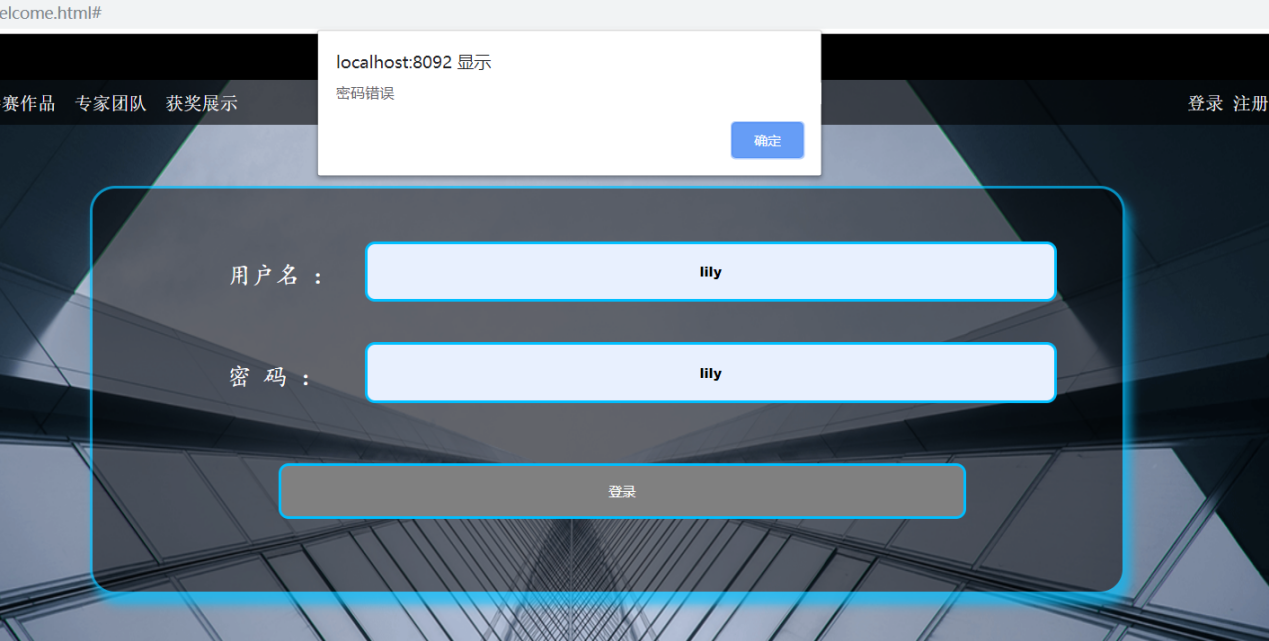 elcome.html#
localhost:8092 显示
密码错误
确定
赛作品 专家团队 获奖展示
登录 注册
用户名 : lily
密 码 : lily
登录